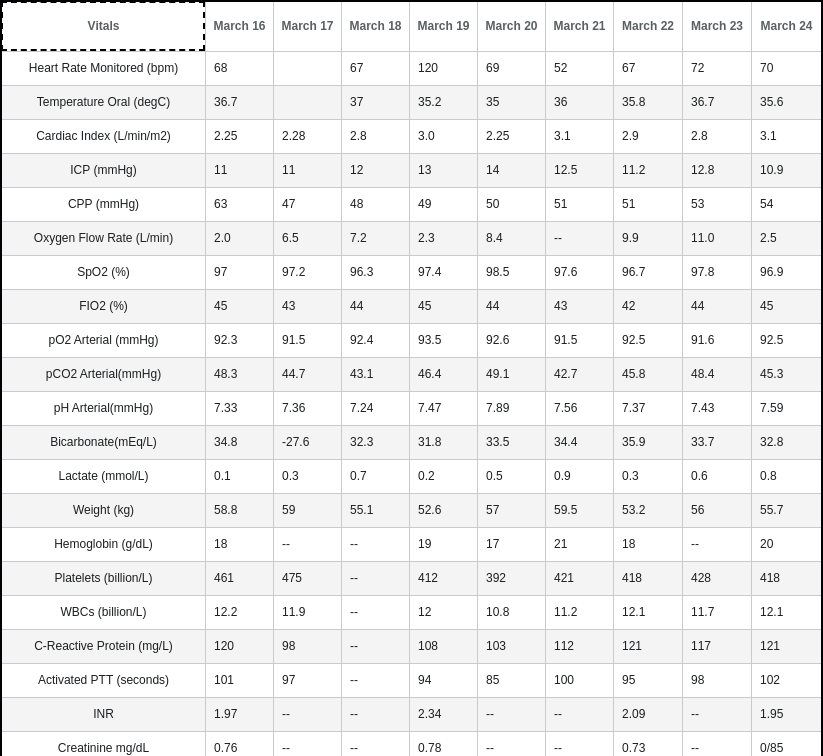 Vitals March 16 March 17 March 18 March 19 March 20 March 21 March 22 March 23 March 24
Heart Rate Monitored (bpm) 68 67 120 69 52 67 72 70
Temperature Oral (degC) 36.7 37 35.2 35 36 35.8 36.7 35.6
Cardiac Index (L/min/m2) 2.25 2.28 2.8 3.0 2.25 3.1 2.9 2.8 3.1
ICP (mmHg) 11 11 12 13 14 12.5 11.2 12.8 10.9
CPP (mmHg) 63 47 48 49 50 51 51 53 54
Oxygen Flow Rate (L/min) 2.0 6.5 7.2 2.3 8.4 -- 9.9 11.0 2.5
SpO2 (%) 97 97.2 96.3 97.4 98.5 97.6 96.7 97.8 96.9
FIO2 (%) 45 43 44 45 44 43 42 44 45
pO2 Arterial (mmHg) 92.3 91.5 92.4 93.5 92.6 91.5 92.5 91.6 92.5
pCO2 Arterial(mmHg) 48.3 44.7 43.1 46.4 49.1 42.7 45.8 48.4 45.3
pH Arterial(mmHg) 7.33 7.36 7.24 7.47 7.89 7.56 7.37 7.43 7.59
Bicarbonate(mEq/L) 34.8 -27.6 32.3 31.8 33.5 34.4 35.9 33.7 32.8
Lactate (mmol/L) 0.1 0.3 0.7 0.2 0.5 0.9 0.3 0.6 0.8
Weight (kg) 58.8 59 55.1 52.6 57 59.5 53.2 56 55.7
Hemoglobin (g/dL) 18 -- -- 19 17 21 18 -- 20
Platelets (billion/L) 461 475 -- 412 392 421 418 428 418
WBCs (billion/L) 12.2 11.9 -- 12 10.8 11.2 12.1 11.7 12.1
C-Reactive Protein (mg/L) 120 98 -- 108 103 112 121 117 121
Activated PTT (seconds) 101 97 -- 94 85 100 95 98 102
INR 1.97 -- -- 2.34 -- -- 2.09 -- 1.95
Creatinine mg/dL 0.76 -- -- 0.78 -- -- 0.73 -- 0/85